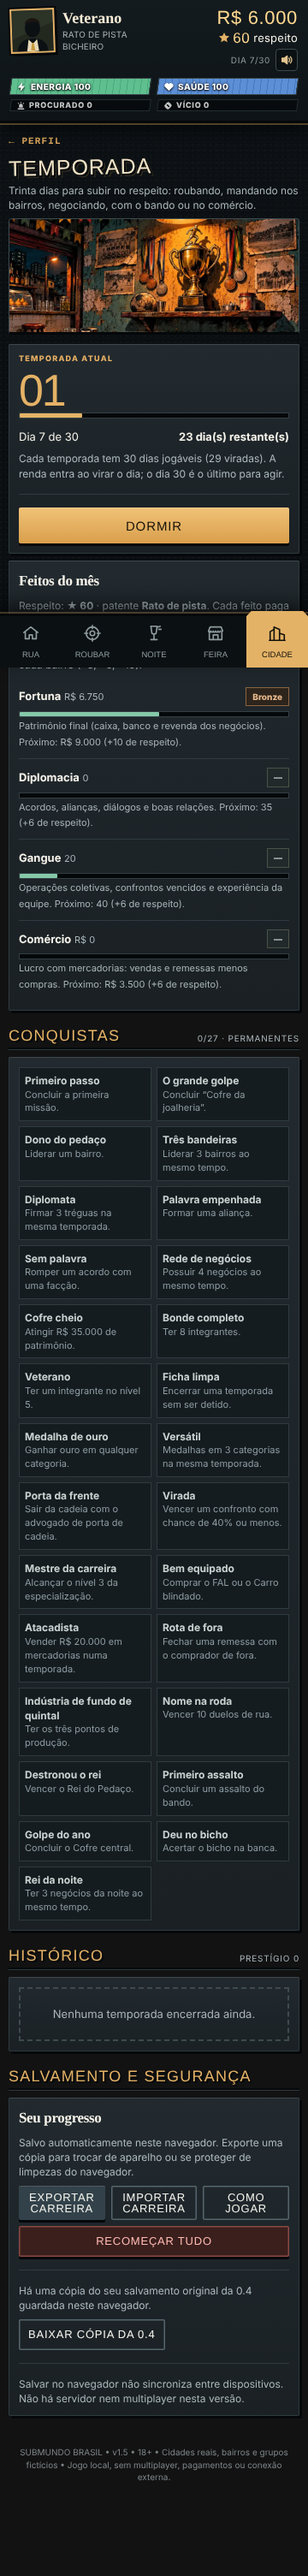 Veterano
RATO DE PISTA
BICHEIRO
R$ 6.000
60 respeito
DIA 7/30
ENERGIA 100
SAÚDE 100
PROCURADO 0
VÍCIO 0
← PERFIL
TEMPORADA
Trinta dias para subir no respeito: roubando, mandando nos
bairros, negociando, com o bando ou no comércio.
TEMPORADA ATUAL
01
Dia 7 de 30
23 dia(s) restante(s)
Cada temporada tem 30 dias jogáveis (29 viradas). A
renda entra ao virar o dia; o dia 30 é o último para agir.
DORMIR
Feitos do mês
Respeito: ★ 60 · patente Rato de pista. Cada feito paga
RUA
ROUBAR
NOITE
FEIRA
CIDADE
Fortuna R$ 6.750
Bronze
Patrimônio final (caixa, banco e revenda dos negócios).
Próximo: R$ 9.000 (+10 de respeito).
Diplomacia 0
—
Acordos, alianças, diálogos e boas relações. Próximo: 35
(+6 de respeito).
Gangue 20
—
Operações coletivas, confrontos vencidos e experiência da
equipe. Próximo: 40 (+6 de respeito).
Comércio R$ 0
—
Lucro com mercadorias: vendas e remessas menos
compras. Próximo: R$ 3.500 (+6 de respeito).
CONQUISTAS
0/27 · PERMANENTES
Primeiro passo
Concluir a primeira
missão.
O grande golpe
Concluir “Cofre da
joalheria”.
Dono do pedaço
Liderar um bairro.
Três bandeiras
Liderar 3 bairros ao
mesmo tempo.
Diplomata
Firmar 3 tréguas na
mesma temporada.
Palavra empenhada
Formar uma aliança.
Sem palavra
Romper um acordo com
uma facção.
Rede de negócios
Possuir 4 negócios ao
mesmo tempo.
Cofre cheio
Atingir R$ 35.000 de
patrimônio.
Bonde completo
Ter 8 integrantes.
Veterano
Ter um integrante no nível
5.
Ficha limpa
Encerrar uma temporada
sem ser detido.
Medalha de ouro
Ganhar ouro em qualquer
categoria.
Versátil
Medalhas em 3 categorias
na mesma temporada.
Porta da frente
Sair da cadeia com o
advogado de porta de
cadeia.
Virada
Vencer um confronto com
chance de 40% ou menos.
Mestre da carreira
Alcançar o nível 3 da
especialização.
Bem equipado
Comprar o FAL ou o Carro
blindado.
Atacadista
Vender R$ 20.000 em
mercadorias numa
temporada.
Rota de fora
Fechar uma remessa com
o comprador de fora.
Indústria de fundo de
quintal
Ter os três pontos de
produção.
Nome na roda
Vencer 10 duelos de rua.
Destronou o rei
Vencer o Rei do Pedaço.
Primeiro assalto
Concluir um assalto do
bando.
Golpe do ano
Concluir o Cofre central.
Deu no bicho
Acertar o bicho na banca.
Rei da noite
Ter 3 negócios da noite ao
mesmo tempo.
HISTÓRICO
PRESTÍGIO 0
Nenhuma temporada encerrada ainda.
SALVAMENTO E SEGURANÇA
Seu progresso
Salvo automaticamente neste navegador. Exporte uma
cópia para trocar de aparelho ou se proteger de
limpezas do navegador.
EXPORTAR
CARREIRA
IMPORTAR
CARREIRA
COMO
JOGAR
RECOMEÇAR TUDO
Há uma cópia do seu salvamento original da 0.4
guardada neste navegador.
BAIXAR CÓPIA DA 0.4
Salvar no navegador não sincroniza entre dispositivos.
Não há servidor nem multiplayer nesta versão.
SUBMUNDO BRASIL • v1.5 • 18+ • Cidades reais, bairros e grupos
fictícios • Jogo local, sem multiplayer, pagamentos ou conexão
externa.